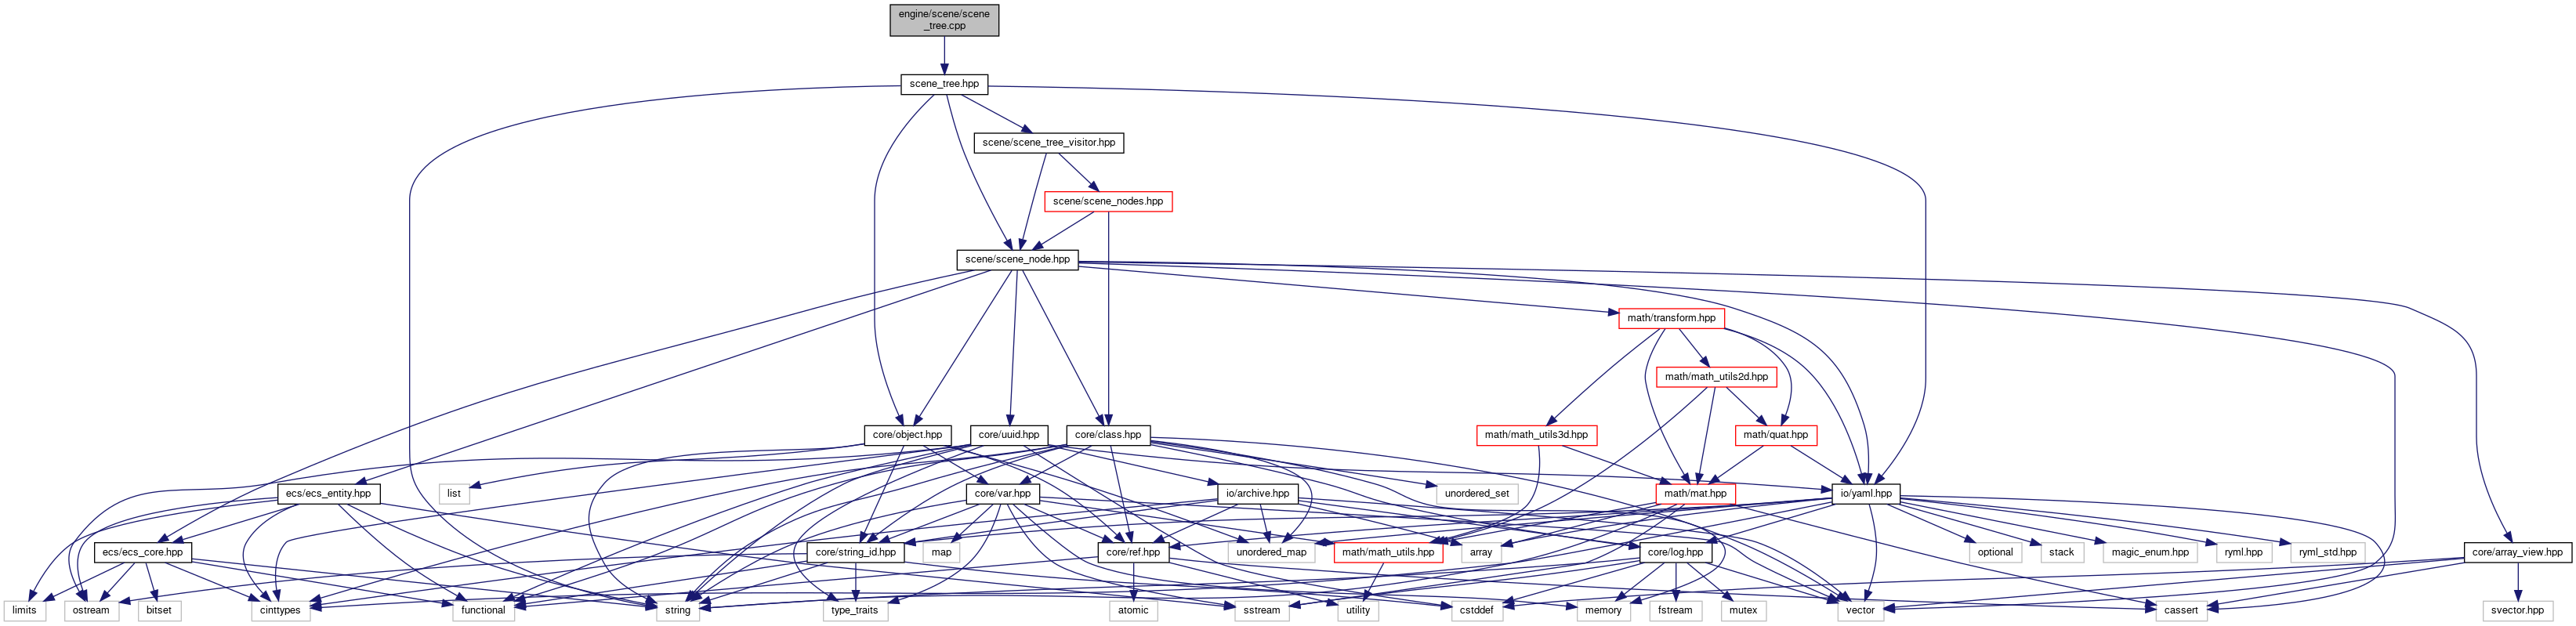 engine/scene/scene
_tree.cpp
scene_tree.hpp
scene/scene_tree_visitor.hpp
scene/scene_nodes.hpp
scene/scene_node.hpp
math/transform.hpp
math/math_utils2d.hpp
core/object.hpp
core/uuid.hpp
core/class.hpp
math/math_utils3d.hpp
math/quat.hpp
list
ecs/ecs_entity.hpp
core/var.hpp
io/archive.hpp
unordered_set
math/mat.hpp
io/yaml.hpp
ecs/ecs_core.hpp
core/string_id.hpp
map
core/ref.hpp
unordered_map
math/math_utils.hpp
array
core/log.hpp
optional
stack
magic_enum.hpp
ryml.hpp
ryml_std.hpp
core/array_view.hpp
limits
ostream
bitset
cinttypes
functional
string
type_traits
atomic
sstream
utility
cstddef
memory
fstream
mutex
vector
cassert
svector.hpp